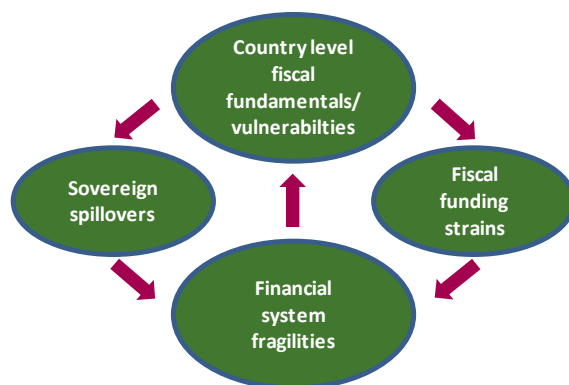 Country level
fiscal
fundamentals/
vulnerabilties
Sovereign
spillovers
Fiscal
funding
strains
Financial
system
fragilities